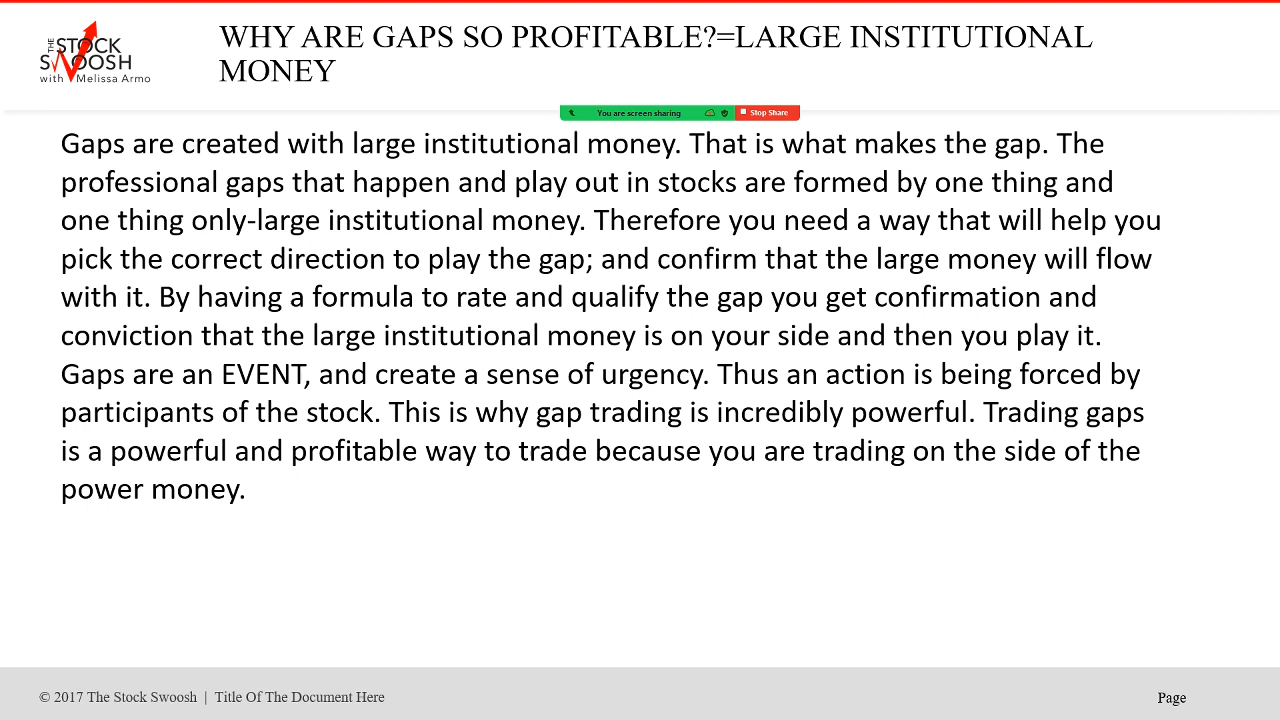 THE
STOCK
SWOOSH
with Melissa Armo
WHY ARE GAPS SO PROFITABLE?=LARGE INSTITUTIONAL
MONEY
You are screen sharing
Stop Share
Gaps are created with large institutional money. That is what makes the gap. The
professional gaps that happen and play out in stocks are formed by one thing and
one thing only-large institutional money. Therefore you need a way that will help you
pick the correct direction to play the gap; and confirm that the large money will flow
with it. By having a formula to rate and qualify the gap you get confirmation and
conviction that the large institutional money is on your side and then you play it.
Gaps are an EVENT, and create a sense of urgency. Thus an action is being forced by
participants of the stock. This is why gap trading is incredibly powerful. Trading gaps
is a powerful and profitable way to trade because you are trading on the side of the
power money.
© 2017 The Stock Swoosh | Title Of The Document Here
Page